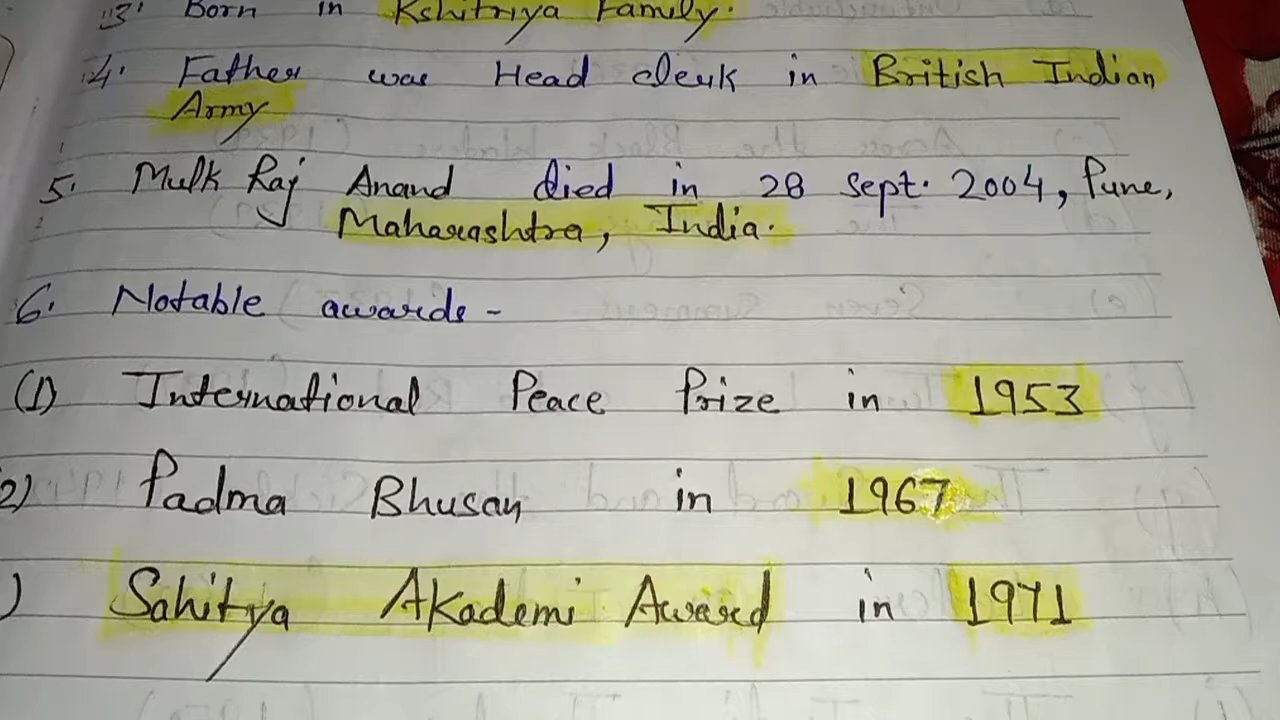 3. Born in Kshitriya Family.
4. Father was Head clerk in British Indian
Army
5. Mulk Raj Anand died in 28 Sept. 2004, Pune,
Maharashtra, India.
6. Notable awards -
(1) International Peace Prize in 1953
2) Padma Bhusan in 1967
) Sahitya Akademi Award in 1971